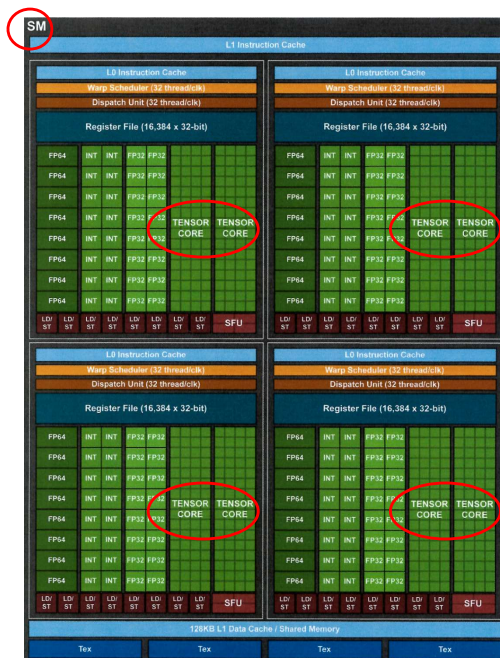 SM
L1 Instruction Cache
L0 Instruction Cache
Warp Scheduler (32 thread/clk)
Dispatch Unit (32 thread/clk)
Register File (16,384 x 32-bit)
FP64 INT INT FP32 FP32
FP64 INT INT FP32 FP32
FP64 INT INT FP32 FP32
FP64 INT INT FP32 FP32
FP64 INT INT FP32 FP32
FP64 INT INT FP32 FP32
FP64 INT INT FP32 FP32
FP64 INT INT FP32 FP32
TENSOR TENSOR
CORE CORE
LD/ LD/ LD/ LD/ LD/ LD/ LD/ LD/
ST ST ST ST ST ST ST ST
SFU
L0 Instruction Cache
Warp Scheduler (32 thread/clk)
Dispatch Unit (32 thread/clk)
Register File (16,384 x 32-bit)
FP64 INT INT FP32 FP32
FP64 INT INT FP32 FP32
FP64 INT INT FP32 FP32
FP64 INT INT FP32 FP32
FP64 INT INT FP32 FP32
FP64 INT INT FP32 FP32
FP64 INT INT FP32 FP32
FP64 INT INT FP32 FP32
TENSOR TENSOR
CORE CORE
LD/ LD/ LD/ LD/ LD/ LD/ LD/ LD/
ST ST ST ST ST ST ST ST
SFU
L0 Instruction Cache
Warp Scheduler (32 thread/clk)
Dispatch Unit (32 thread/clk)
Register File (16,384 x 32-bit)
FP64 INT INT FP32 FP32
FP64 INT INT FP32 FP32
FP64 INT INT FP32 FP32
FP64 INT INT FP32 FP32
FP64 INT INT FP32 FP32
FP64 INT INT FP32 FP32
FP64 INT INT FP32 FP32
FP64 INT INT FP32 FP32
TENSOR TENSOR
CORE CORE
LD/ LD/ LD/ LD/ LD/ LD/ LD/ LD/
ST ST ST ST ST ST ST ST
SFU
L0 Instruction Cache
Warp Scheduler (32 thread/clk)
Dispatch Unit (32 thread/clk)
Register File (16,384 x 32-bit)
FP64 INT INT FP32 FP32
FP64 INT INT FP32 FP32
FP64 INT INT FP32 FP32
FP64 INT INT FP32 FP32
FP64 INT INT FP32 FP32
FP64 INT INT FP32 FP32
FP64 INT INT FP32 FP32
FP64 INT INT FP32 FP32
TENSOR TENSOR
CORE CORE
LD/ LD/ LD/ LD/ LD/ LD/ LD/ LD/
ST ST ST ST ST ST ST ST
SFU
128KB L1 Data Cache / Shared Memory
Tex Tex Tex Tex